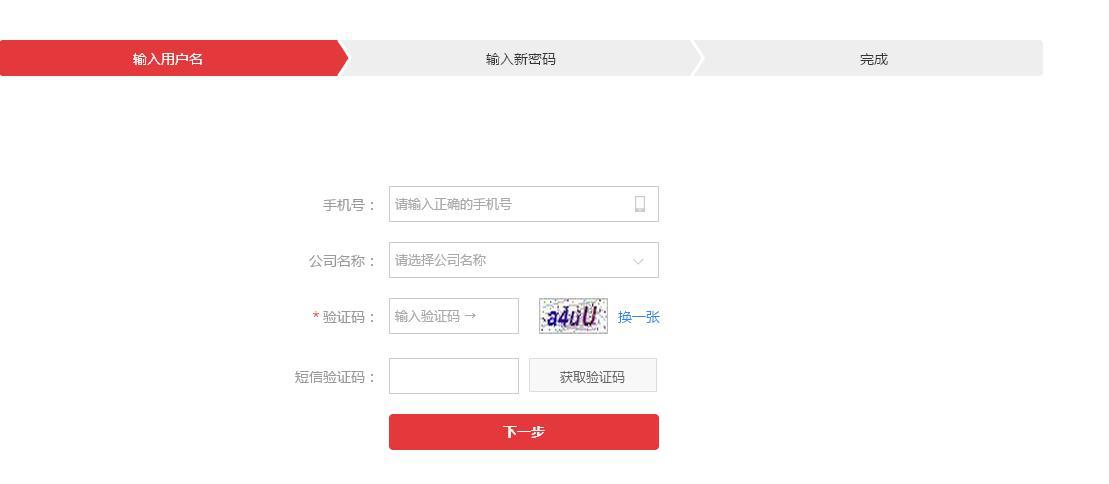 输入用户名 输入新密码 完成
手机号： 请输入正确的手机号
公司名称： 请选择公司名称
* 验证码： 输入验证码 → a4uU 换一张
短信验证码： 获取验证码
下一步